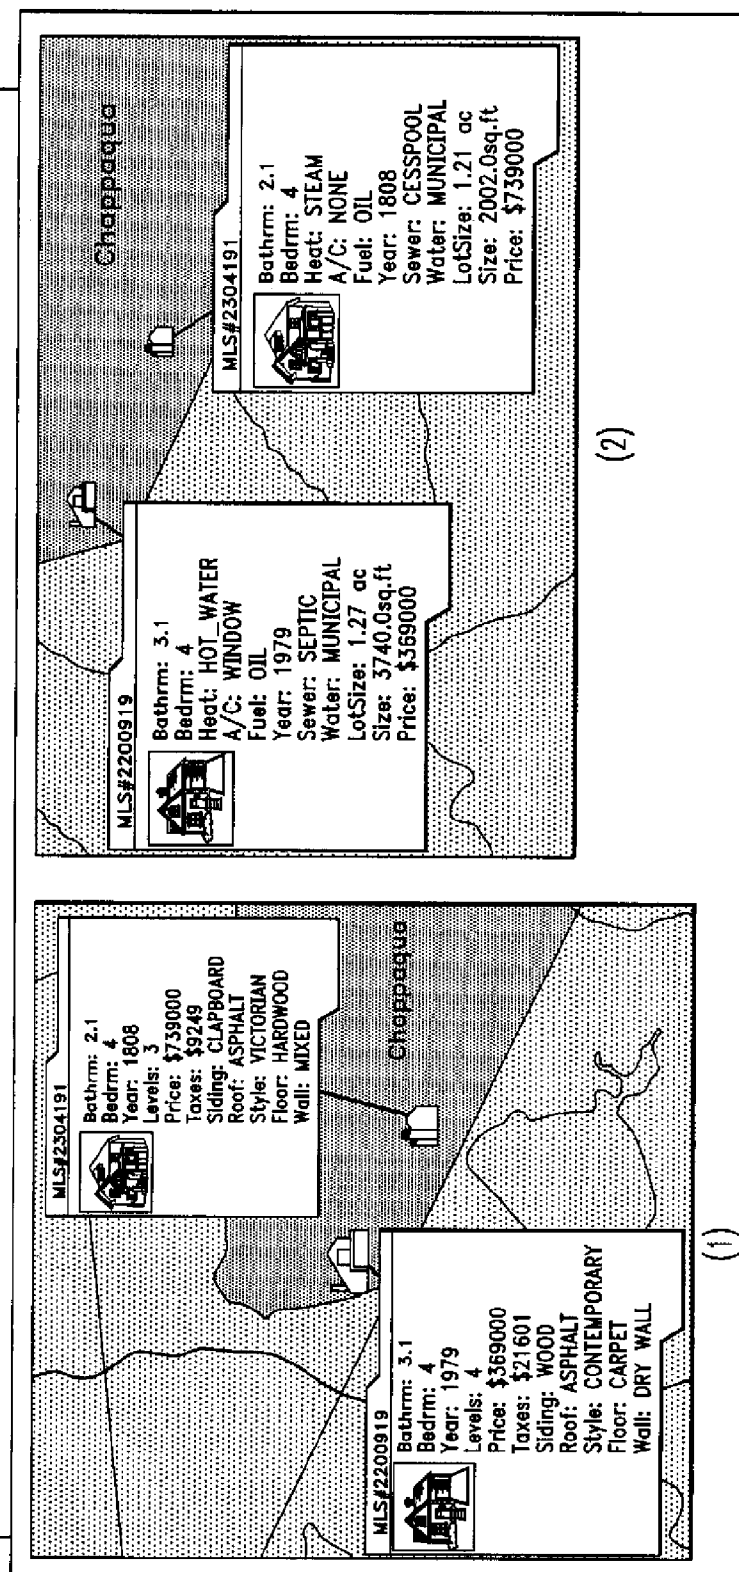 MLS#2200919
Bathrm: 3.1
Bedrm: 4
Year: 1979
Levels: 4
Price: $369000
Taxes: $21601
Siding: WOOD
Roof: ASPHALT
Style: CONTEMPORARY
Floor: CARPET
Wall: DRY WALL
MLS#2304191
Bathrm: 2.1
Bedrm: 4
Year: 1808
Levels: 3
Price: $739000
Taxes: $9249
Siding: CLAPBOARD
Roof: ASPHALT
Style: VICTORIAN
Floor: HARDWOOD
Wall: MIXED
Chappaqua
(1)
MLS#2200919
Bathrm: 3.1
Bedrm: 4
Heat: HOT_WATER
A/C: WINDOW
Fuel: OIL
Year: 1979
Sewer: SEPTIC
Water: MUNICIPAL
LotSize: 1.27 ac
Size: 3740.0sq.ft
Price: $369000
MLS#2304191
Bathrm: 2.1
Bedrm: 4
Heat: STEAM
A/C: NONE
Fuel: OIL
Year: 1808
Sewer: CESSPOOL
Water: MUNICIPAL
LotSize: 1.21 ac
Size: 2002.0sq.ft
Price: $739000
Chappaqua
(2)